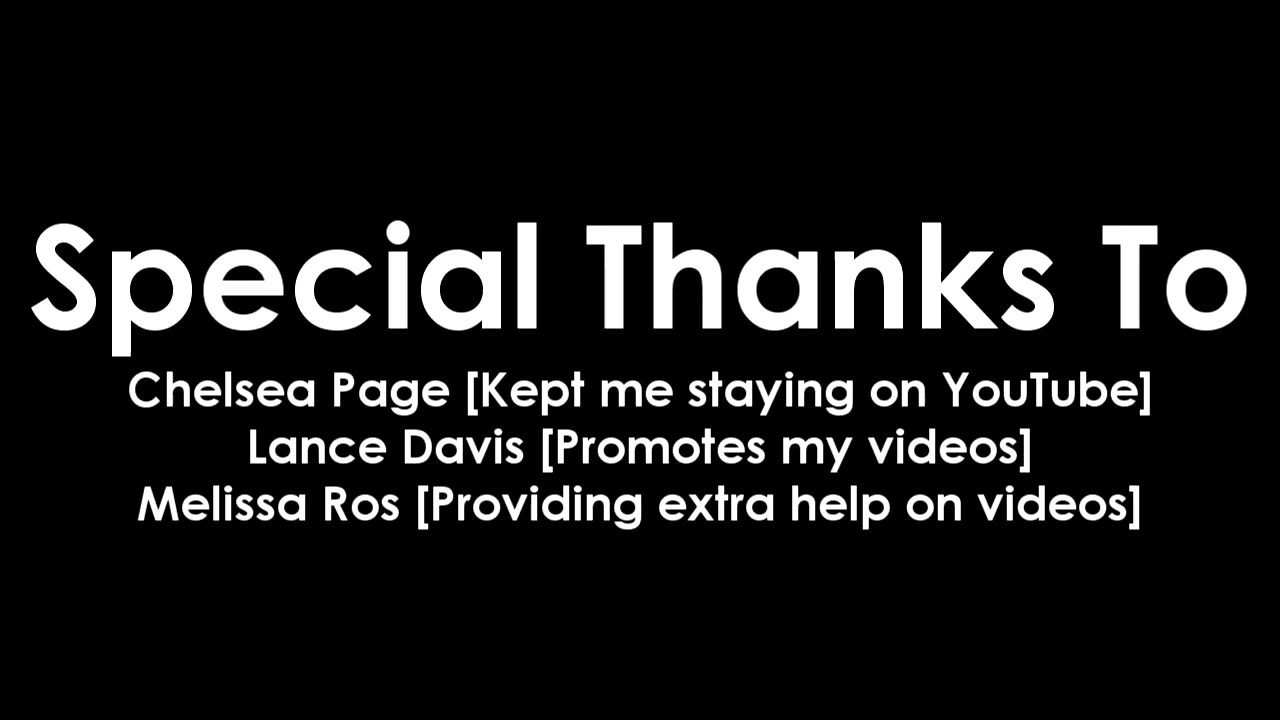 Special Thanks To
Chelsea Page [Kept me staying on YouTube]
Lance Davis [Promotes my videos]
Melissa Ros [Providing extra help on videos]